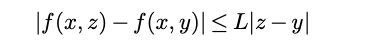 |f(x, z) − f(x, y)| ≤ L|z − y|